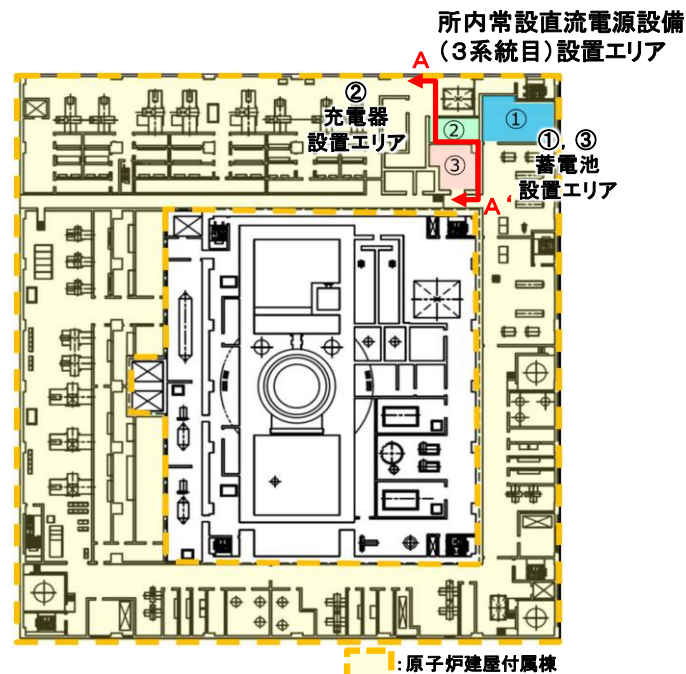 所内常設直流電源設備
(3系統目)設置エリア
A
②
充電器
設置エリア
①
②
③
①,③
蓄電池
設置エリア
A‘
:原子炉建屋付属棟